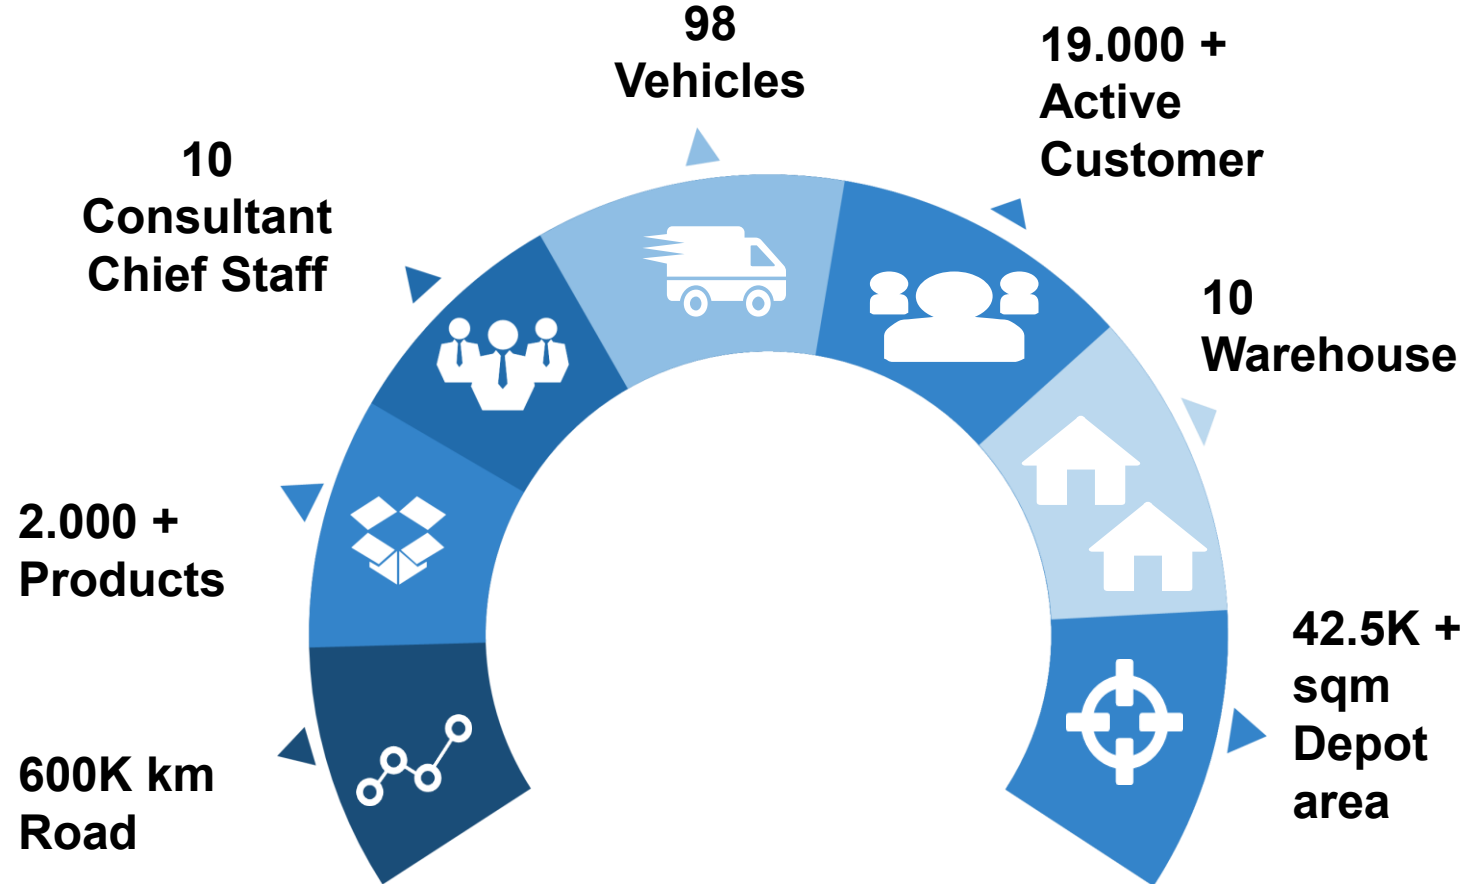 98
Vehicles
19.000 +
Active
Customer
10
Consultant
Chief Staff
10
Warehouse
2.000 +
Products
42.5K +
sqm
Depot
area
600K km
Road